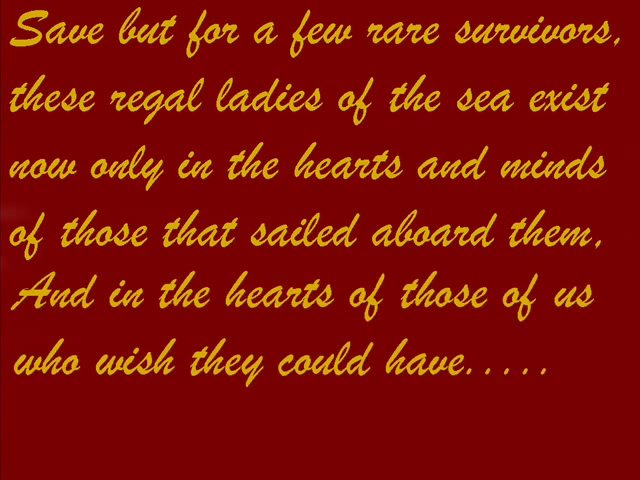 Save but for a few rare survivors,
these regal ladies of the sea exist
now only in the hearts and minds
of those that sailed aboard them,
And in the hearts of those of us
who wish they could have.....